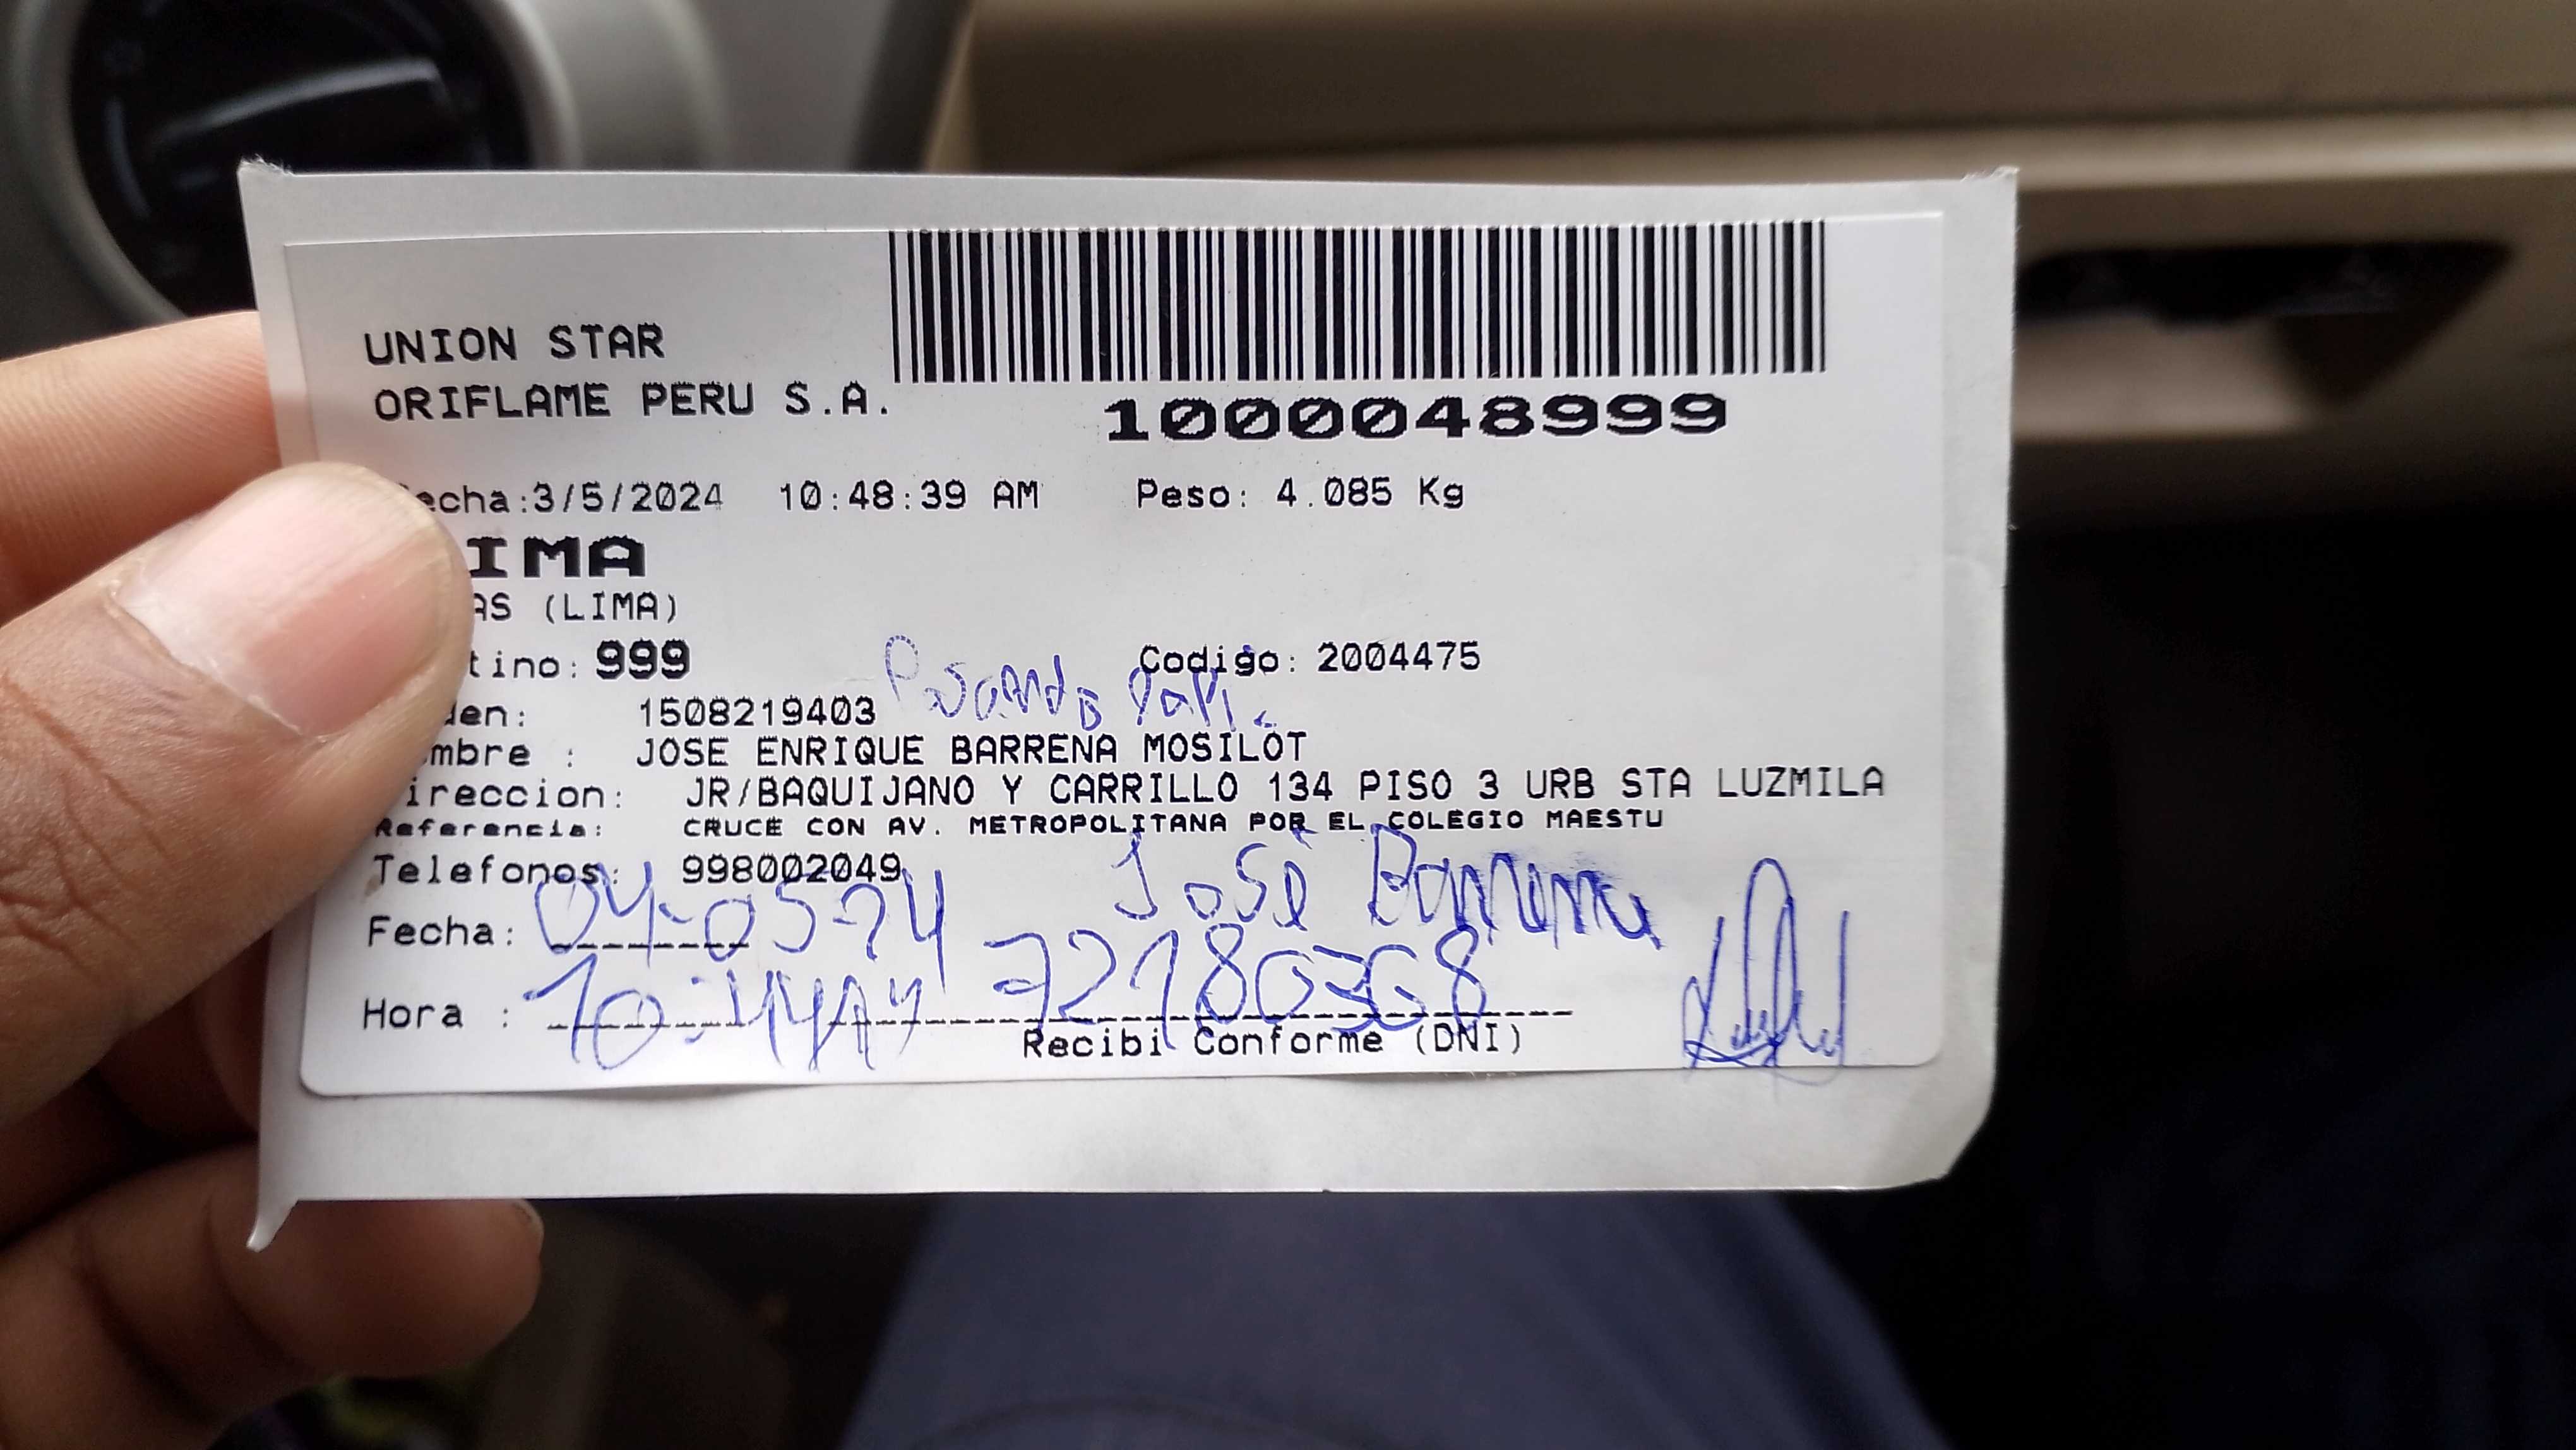 UNION STAR
ORIFLAME PERU S.A.
1000048999
echa:3/5/2024 10:48:39 AM Peso: 4.085 Kg
IMA
AS (LIMA)
tino: 999 Codigo: 2004475
den: 1508219403
mbre : JOSE ENRIQUE BARRENA MOSILOT
ireccion: JR/BAQUIJANO Y CARRILLO 134 PISO 3 URB STA LUZMILA
Referencia: CRUCE CON AV. METROPOLITANA POR EL COLEGIO MAESTU
Telefonos: 998002049
José Barrena
Fecha: 04-05-24
Hora : 10:44AM 72180368
Recibi Conforme (DNI)